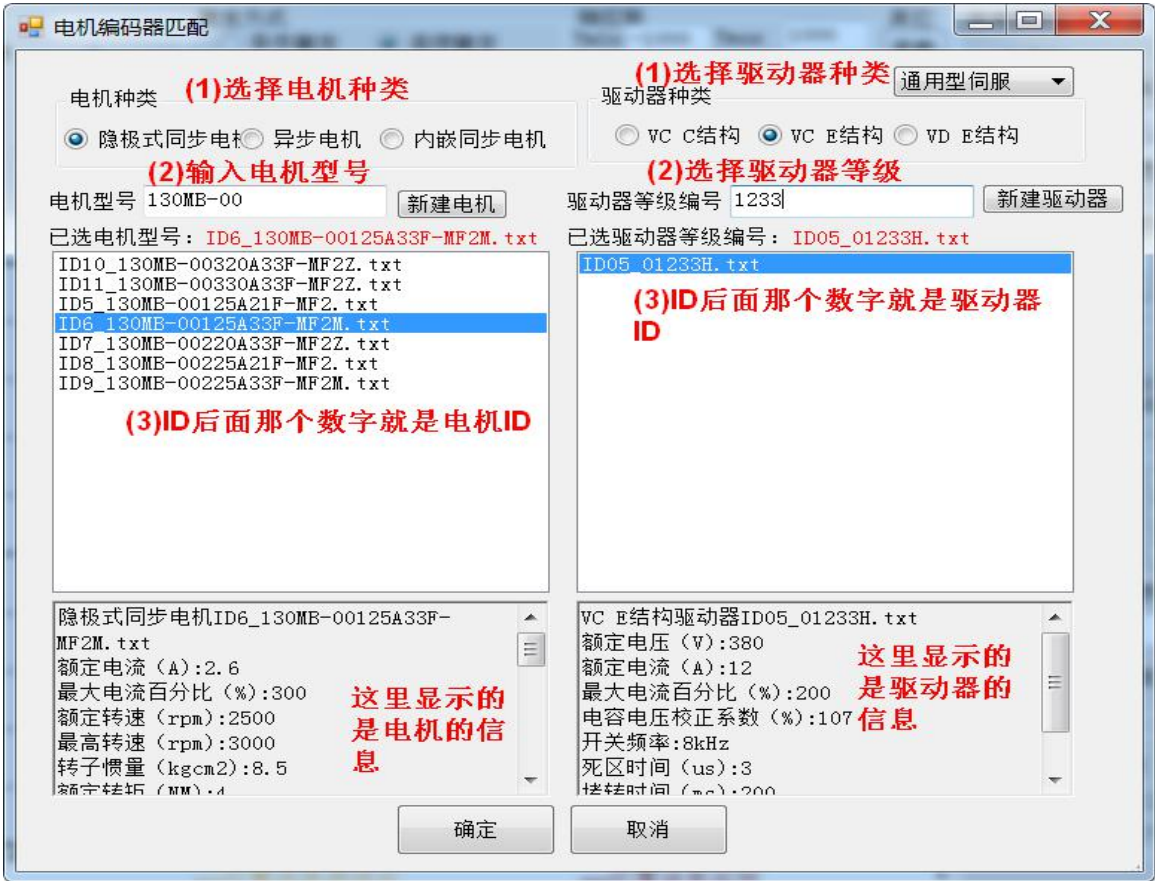 电机编码器匹配
(1)选择电机种类
(1)选择驱动器种类
通用型伺服
电机种类
驱动器种类
隐极式同步电机
异步电机
内嵌同步电机
VC C结构
VC E结构
VD E结构
(2)输入电机型号
(2)选择驱动器等级
电机型号
130MB-00
新建电机
驱动器等级编号
1233
新建驱动器
已选电机型号：ID6_130MB-00125A33F-MF2M.txt
已选驱动器等级编号：ID05_01233H.txt
ID10_130MB-00320A33F-MF2Z.txt
ID11_130MB-00330A33F-MF2Z.txt
ID5_130MB-00125A21F-MF2.txt
ID6_130MB-00125A33F-MF2M.txt
ID7_130MB-00220A33F-MF2Z.txt
ID8_130MB-00225A21F-MF2.txt
ID9_130MB-00225A33F-MF2M.txt
(3)ID后面那个数字就是电机ID
ID05_01233H.txt
(3)ID后面那个数字就是驱动器
ID
隐极式同步电机ID6_130MB-00125A33F-
MF2M.txt
额定电流（A）:2.6
最大电流百分比（%）:300
额定转速（rpm）:2500
最高转速（rpm）:3000
转子惯量（kgcm2）:8.5
额定转矩（NM）:4
这里显示的
是电机的信
息
VC E结构驱动器ID05_01233H.txt
额定电压（V）:380
额定电流（A）:12
最大电流百分比（%）:200
电容电压校正系数（%）:107
开关频率:8kHz
死区时间（us）:3
堵转时间（ms）:200
这里显示的
是驱动器的
信息
确定
取消